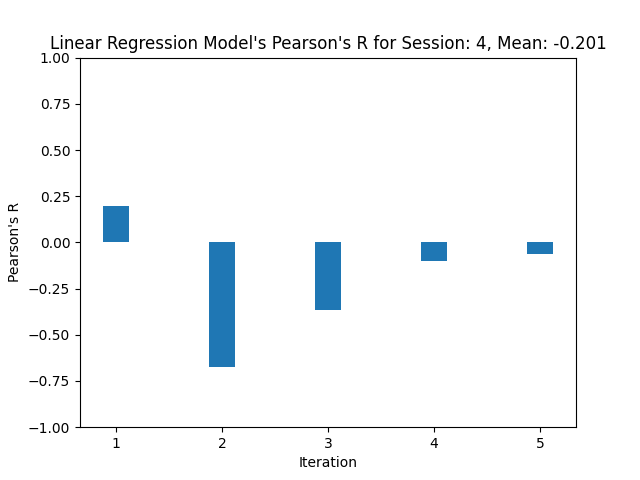 Linear Regression Model's Pearson's R for Session: 4, Mean: -0.201
1.00
0.75
0.50
0.25
0.00
−0.25
−0.50
−0.75
−1.00
Pearson's R
1 2 3 4 5
Iteration